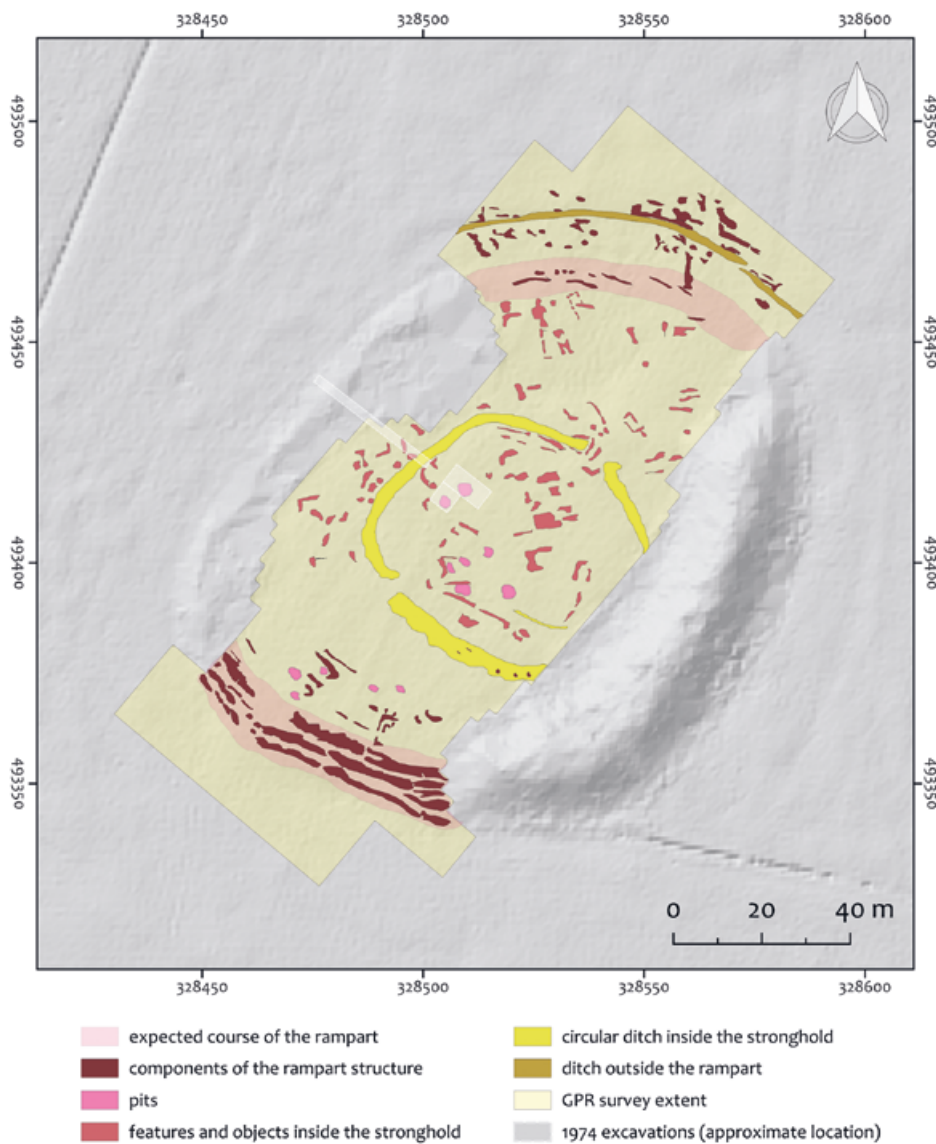 328450 328500 328550 328600
493500 493500
493450 493450
493400 493400
493350 493350
0 20 40 m
328450 328500 328550 328600
expected course of the rampart
components of the rampart structure
pits
features and objects inside the stronghold
circular ditch inside the stronghold
ditch outside the rampart
GPR survey extent
1974 excavations (approximate location)